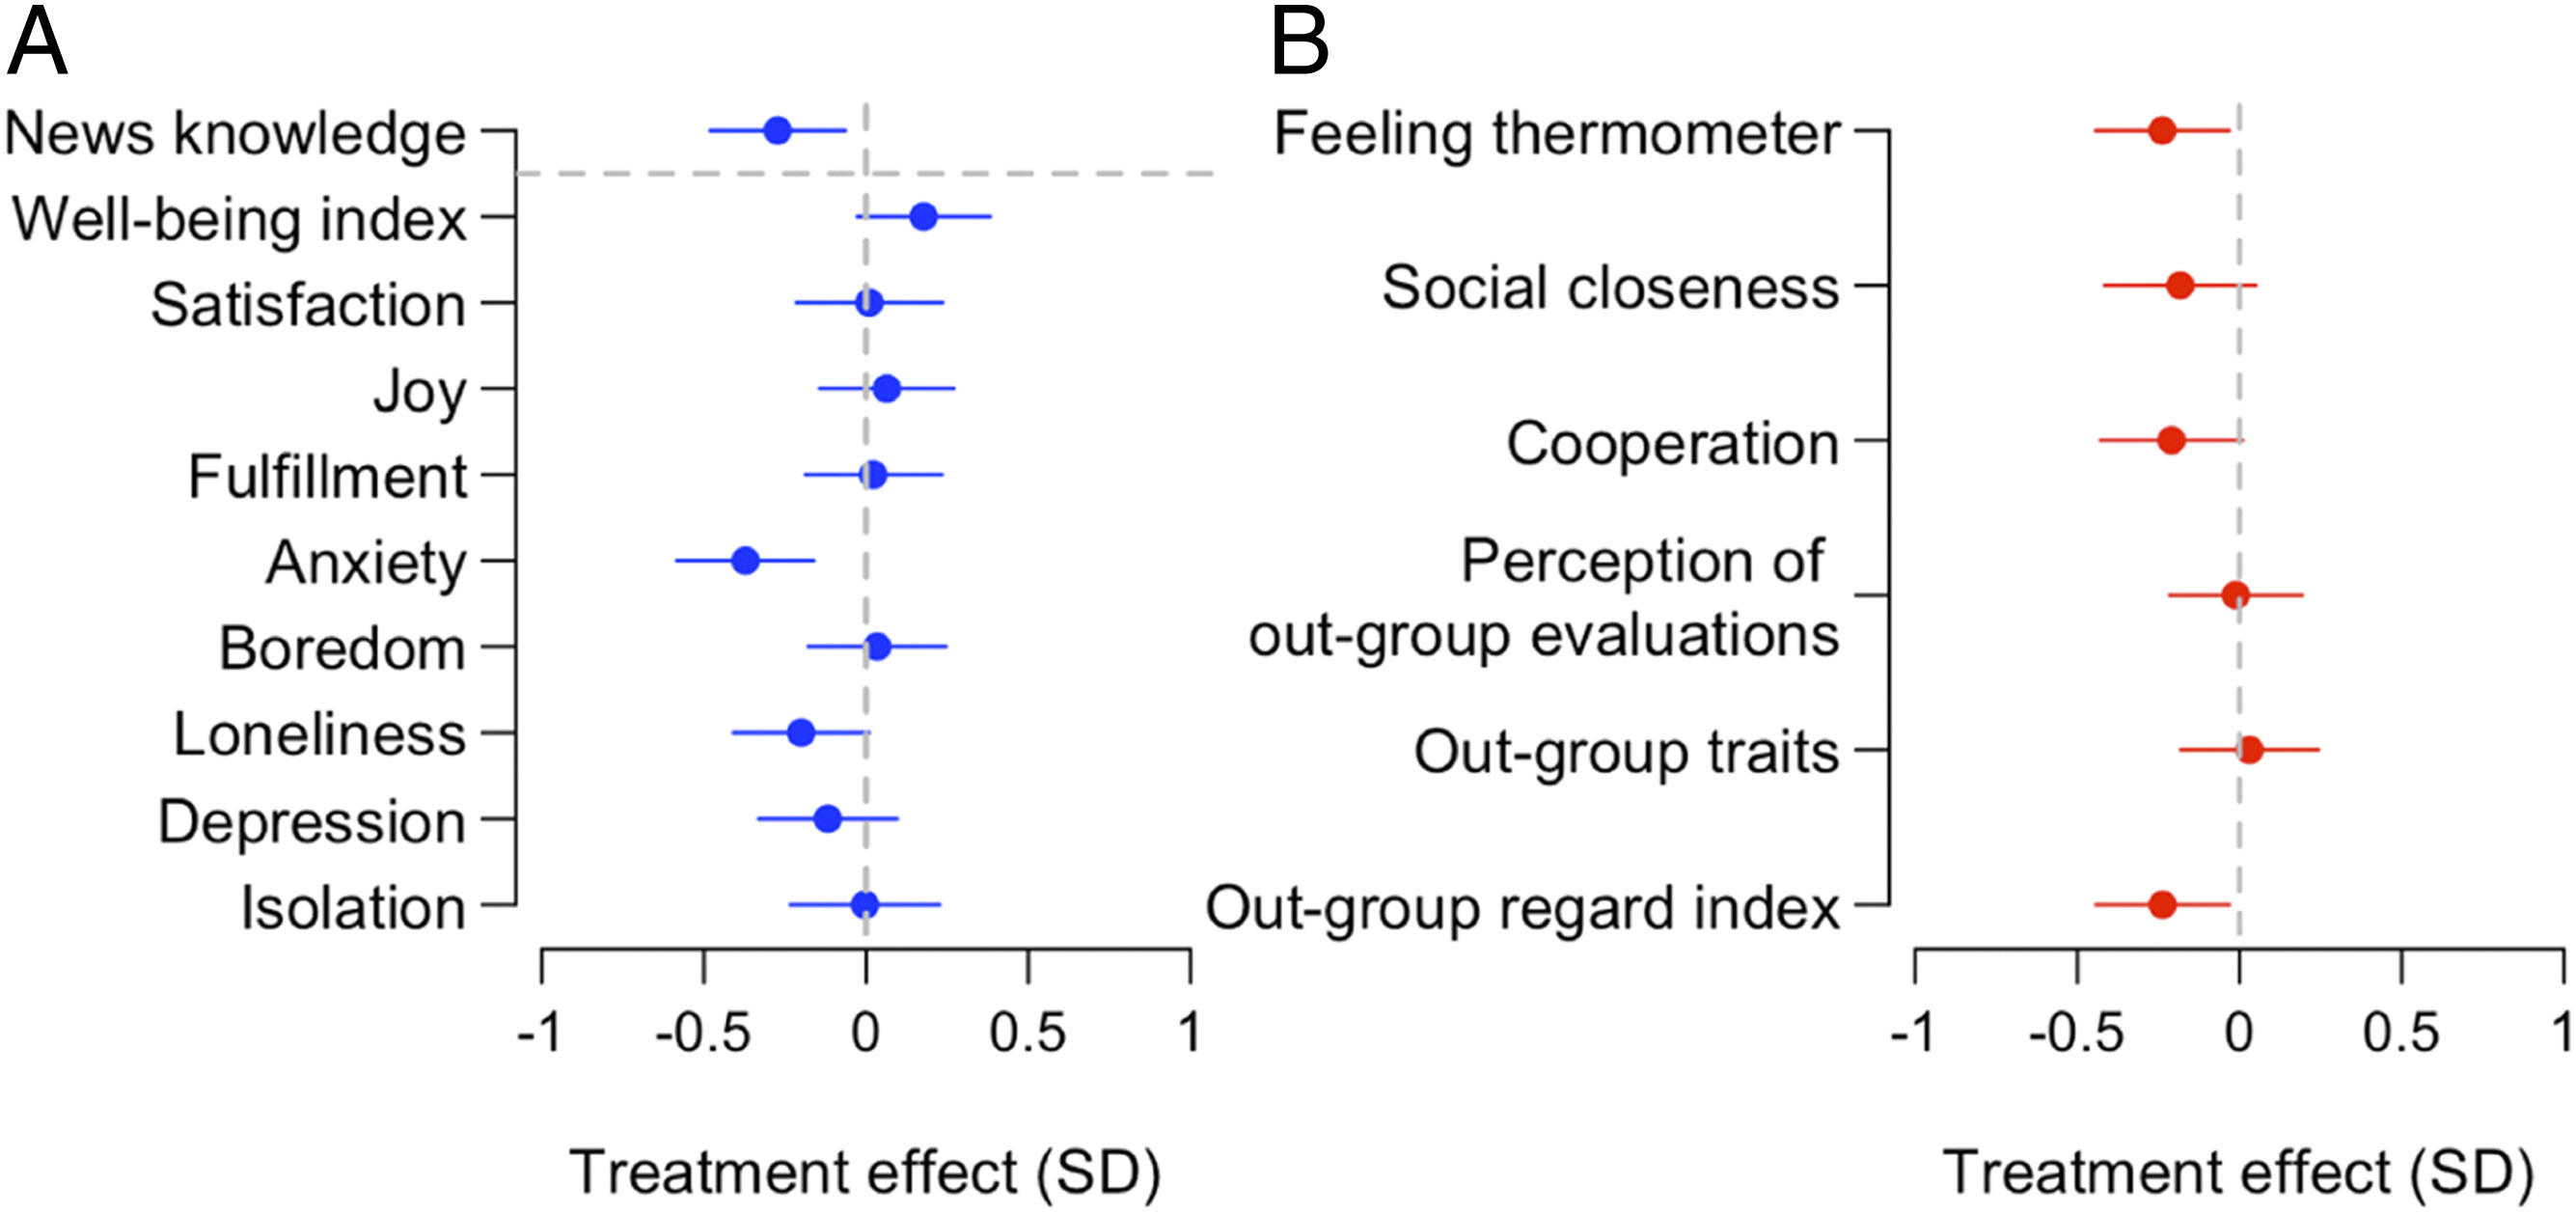 A
News knowledge
Well-being index
Satisfaction
Joy
Fulfillment
Anxiety
Boredom
Loneliness
Depression
Isolation
-1 -0.5 0 0.5 1
Treatment effect (SD)
B
Feeling thermometer
Social closeness
Cooperation
Perception of
out-group evaluations
Out-group traits
Out-group regard index
-1 -0.5 0 0.5 1
Treatment effect (SD)